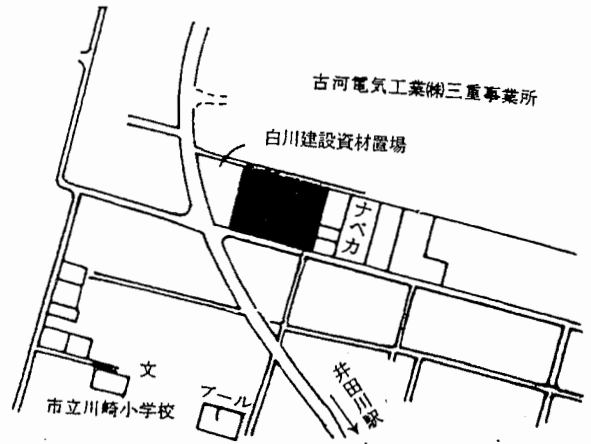 古河電気工業㈱三重事業所
白川建設資材置場
ナベカ
文
市立川崎小学校
プール
井田川駅